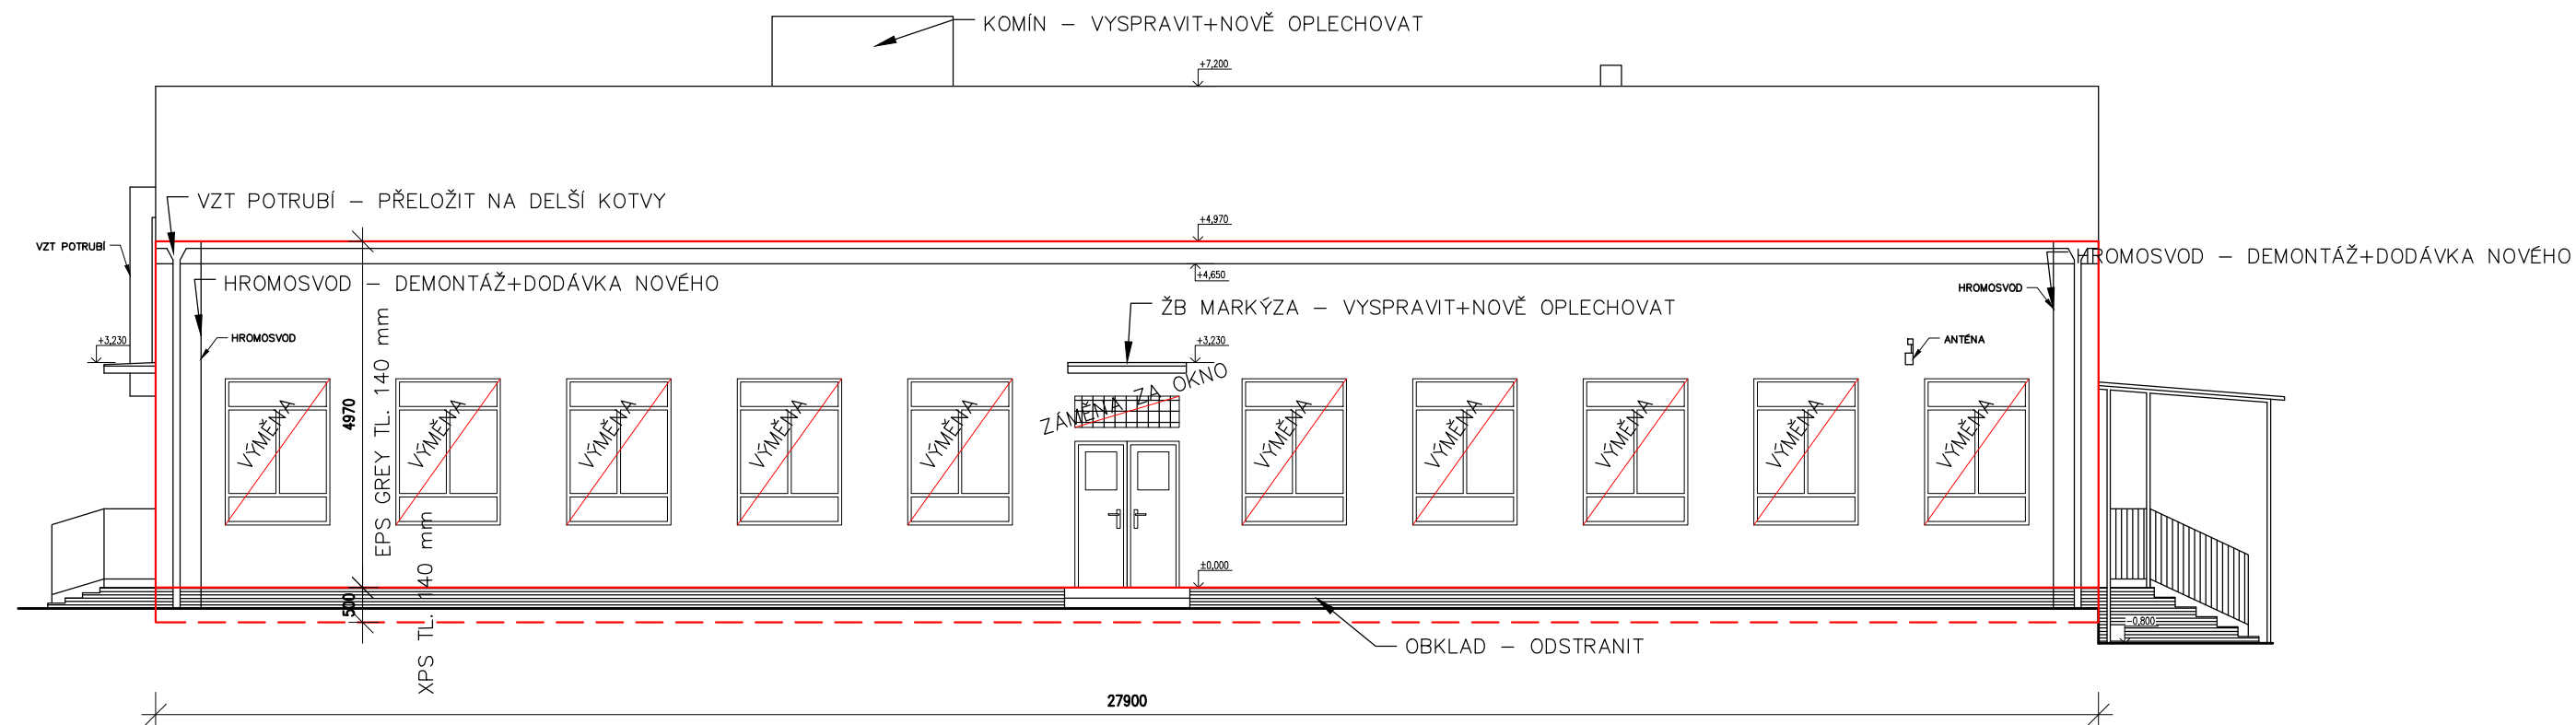 KOMÍN – VYSPRAVIT+NOVĚ OPLECHOVAT
+7,200
VZT POTRUBÍ – PŘELOŽIT NA DELŠÍ KOTVY
+4,970
VZT POTRUBÍ
HROMOSVOD – DEMONTÁŽ+DODÁVKA NOVÉHO
+4,650
HROMOSVOD – DEMONTÁŽ+DODÁVKA NOVÉHO
HROMOSVOD
ŽB MARKÝZA – VYSPRAVIT+NOVĚ OPLECHOVAT
+3,230
HROMOSVOD
+3,230
ANTÉNA
ZÁMĚNA ZA OKNO
VÝMĚNA
VÝMĚNA
VÝMĚNA
VÝMĚNA
VÝMĚNA
VÝMĚNA
VÝMĚNA
VÝMĚNA
VÝMĚNA
VÝMĚNA
4970
EPS GREY TL. 140 mm
±0,000
500
XPS TL. 140 mm
-0,800
OBKLAD – ODSTRANIT
27900